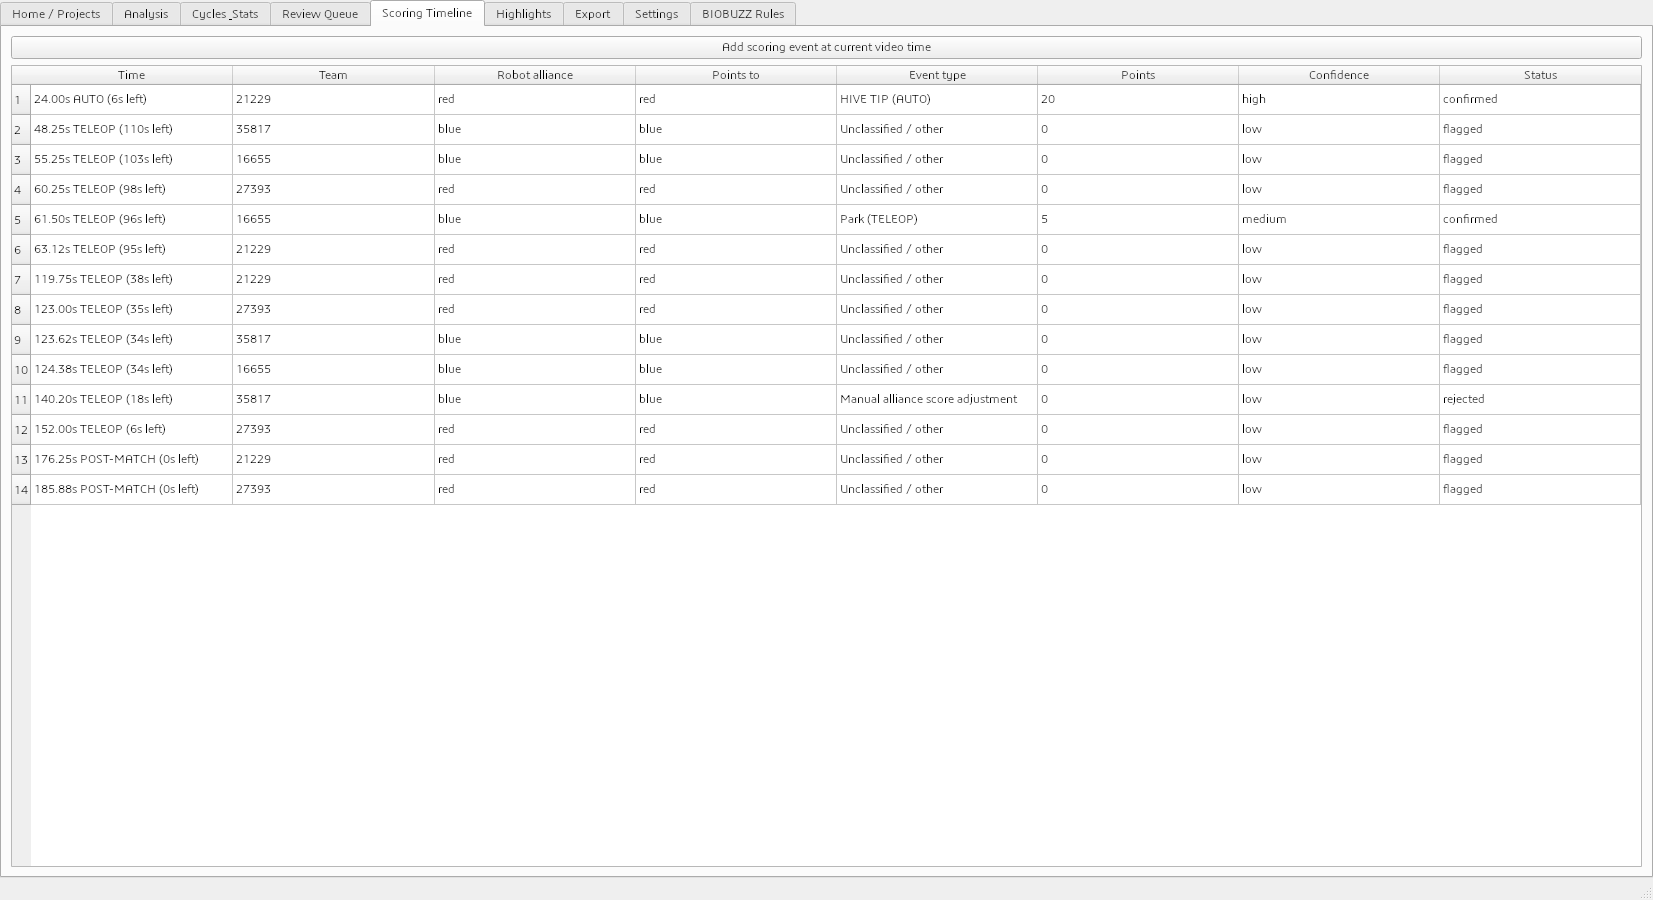 Home / Projects Analysis Cycles _Stats Review Queue Scoring Timeline Highlights Export Settings BIOBUZZ Rules
Add scoring event at current video time
Time Team Robot alliance Points to Event type Points Confidence Status
1 24.00s AUTO (6s left) 21229 red red HIVE TIP (AUTO) 20 high confirmed
2 48.25s TELEOP (110s left) 35817 blue blue Unclassified / other 0 low flagged
3 55.25s TELEOP (103s left) 16655 blue blue Unclassified / other 0 low flagged
4 60.25s TELEOP (98s left) 27393 red red Unclassified / other 0 low flagged
5 61.50s TELEOP (96s left) 16655 blue blue Park (TELEOP) 5 medium confirmed
6 63.12s TELEOP (95s left) 21229 red red Unclassified / other 0 low flagged
7 119.75s TELEOP (38s left) 21229 red red Unclassified / other 0 low flagged
8 123.00s TELEOP (35s left) 27393 red red Unclassified / other 0 low flagged
9 123.62s TELEOP (34s left) 35817 blue blue Unclassified / other 0 low flagged
10 124.38s TELEOP (34s left) 16655 blue blue Unclassified / other 0 low flagged
11 140.20s TELEOP (18s left) 35817 blue blue Manual alliance score adjustment 0 low rejected
12 152.00s TELEOP (6s left) 27393 red red Unclassified / other 0 low flagged
13 176.25s POST-MATCH (0s left) 21229 red red Unclassified / other 0 low flagged
14 185.88s POST-MATCH (0s left) 27393 red red Unclassified / other 0 low flagged